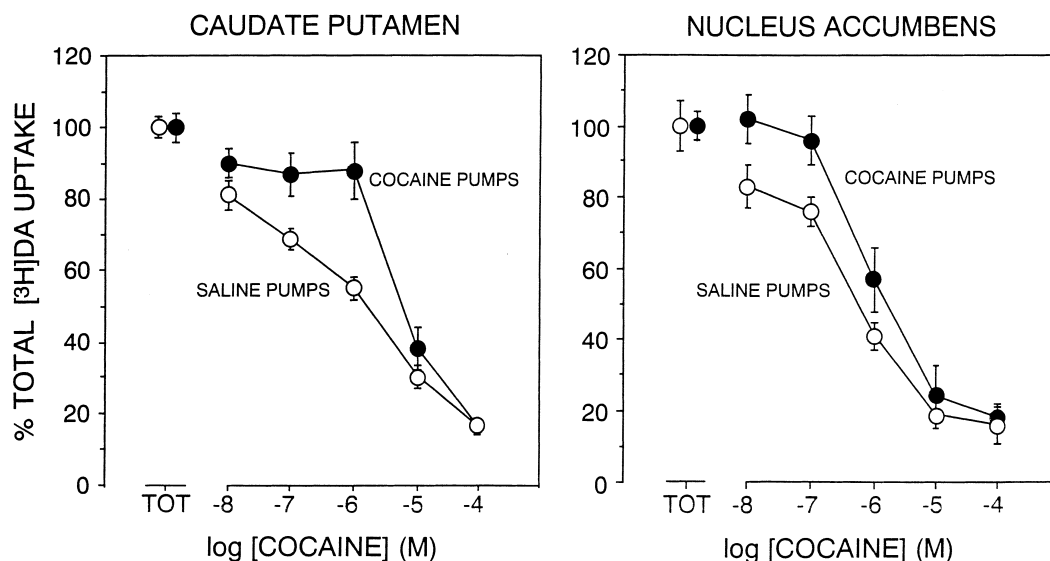 CAUDATE PUTAMEN
% TOTAL [3H]DA UPTAKE
120
100
80
60
40
20
0
COCAINE PUMPS
SALINE PUMPS
TOT -8 -7 -6 -5 -4
log [COCAINE] (M)
NUCLEUS ACCUMBENS
120
100
80
60
40
20
0
COCAINE PUMPS
SALINE PUMPS
TOT -8 -7 -6 -5 -4
log [COCAINE] (M)